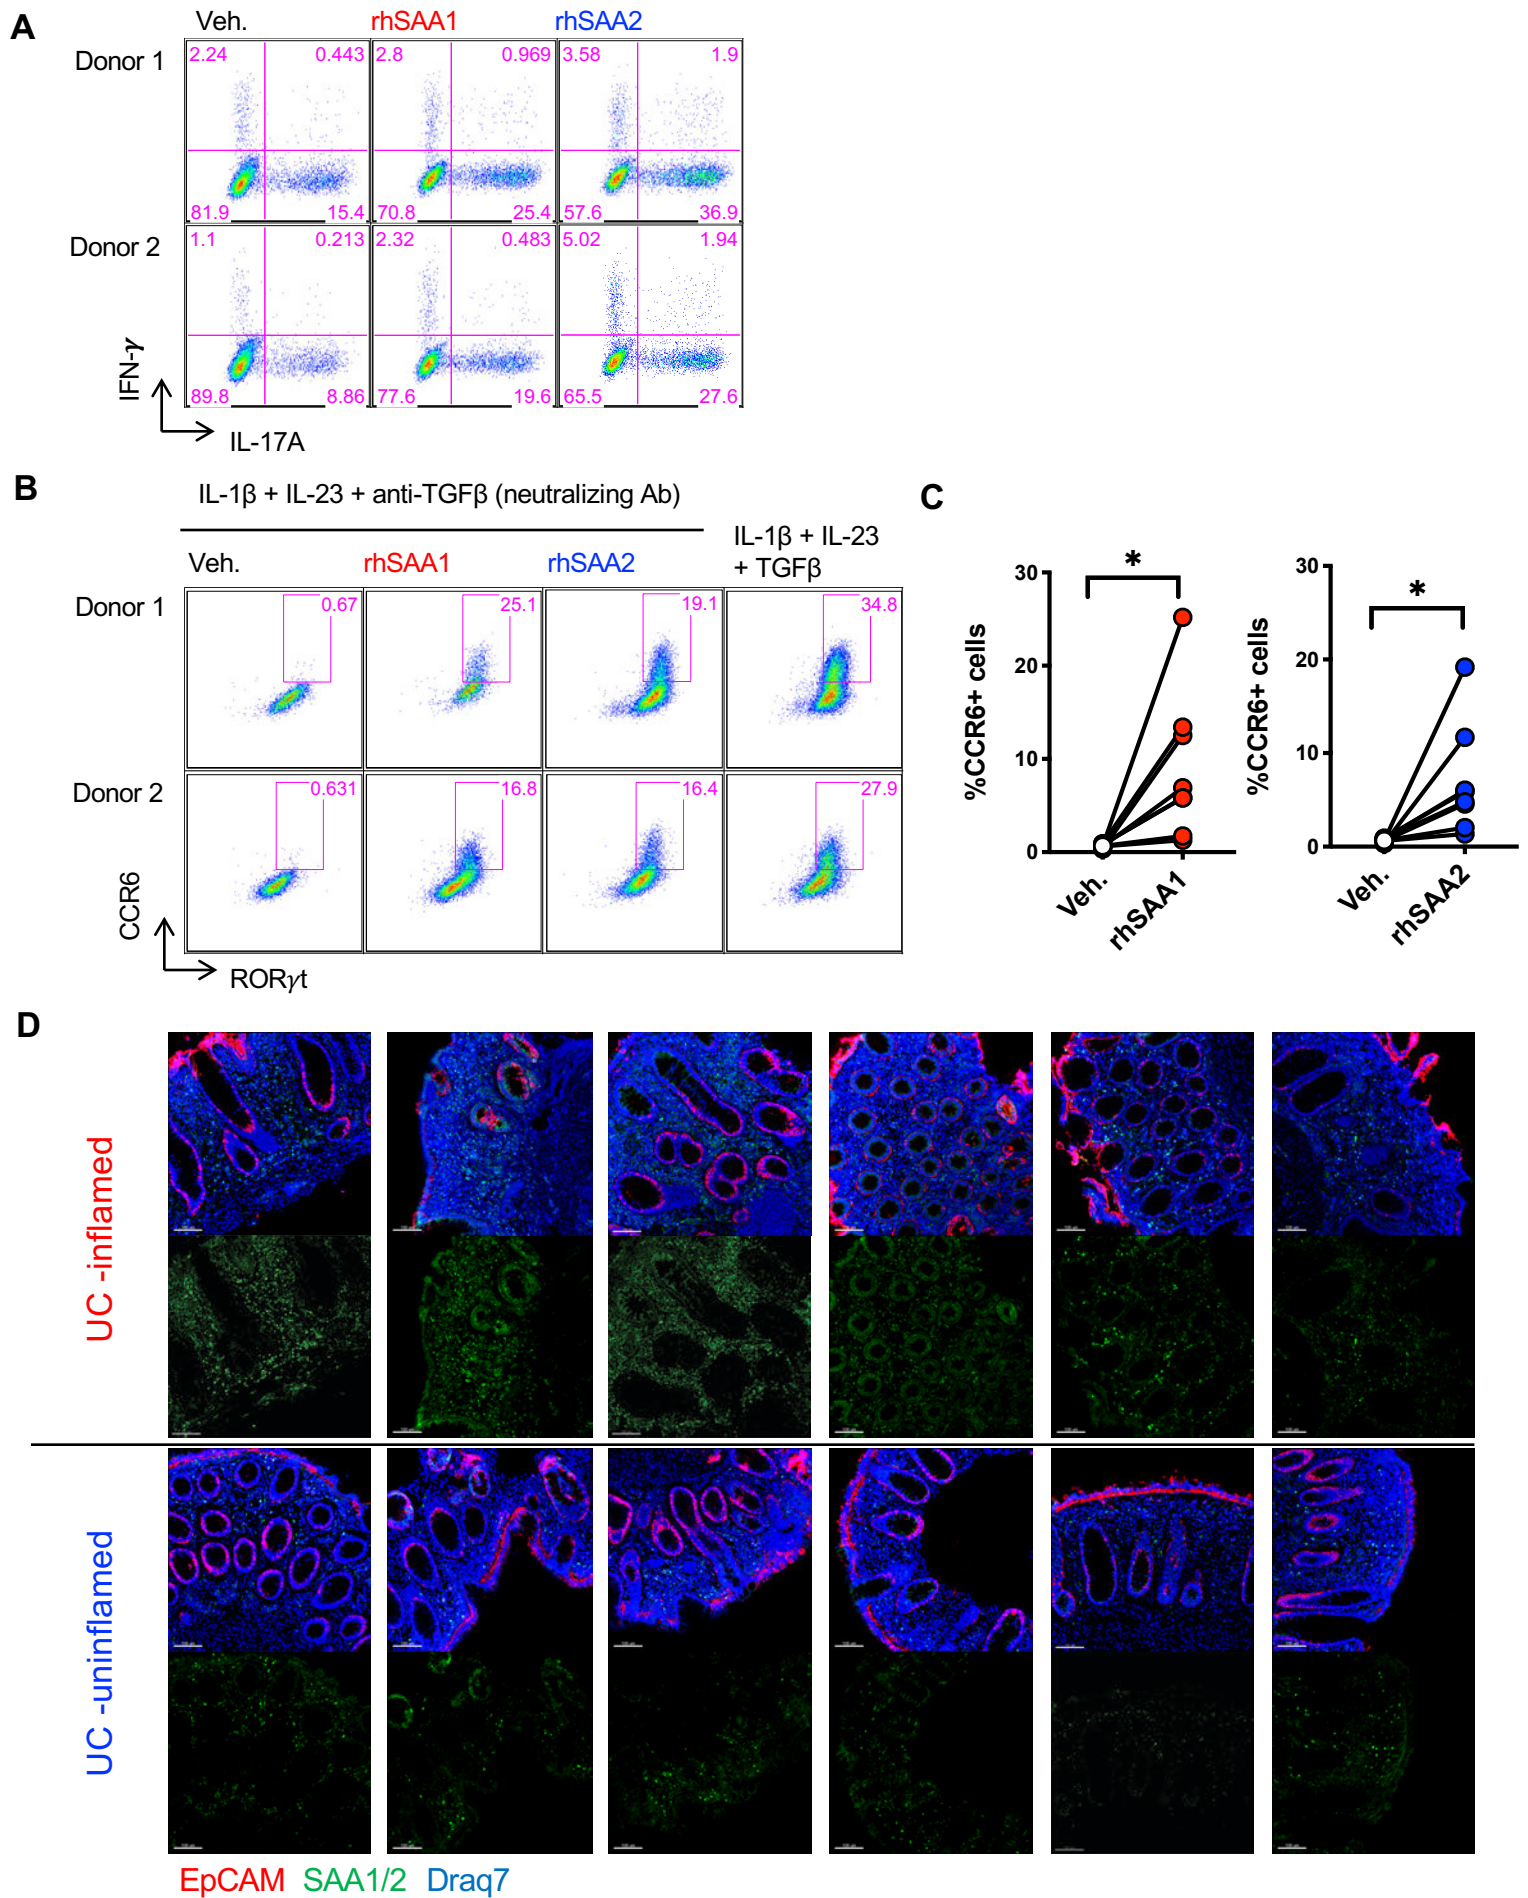 A
Veh. rhSAA1 rhSAA2
Donor 1
2.24 0.443 2.8 0.969 3.58 1.9
81.9 15.4 70.8 25.4 57.6 36.9
Donor 2
1.1 0.213 2.32 0.483 5.02 1.94
89.8 8.86 77.6 19.6 65.5 27.6
IFN-γ
IL-17A
B
IL-1β + IL-23 + anti-TGFβ (neutralizing Ab)
IL-1β + IL-23
+ TGFβ
Veh. rhSAA1 rhSAA2
Donor 1
0.67 25.1 19.1 34.8
Donor 2
0.631 16.8 16.4 27.9
CCR6
RORγt
C
*
30
20
10
0
%CCR6+ cells
Veh.
rhSAA1
*
30
20
10
0
%CCR6+ cells
Veh.
rhSAA2
D
UC -inflamed
UC -uninflamed
EpCAM SAA1/2 Draq7